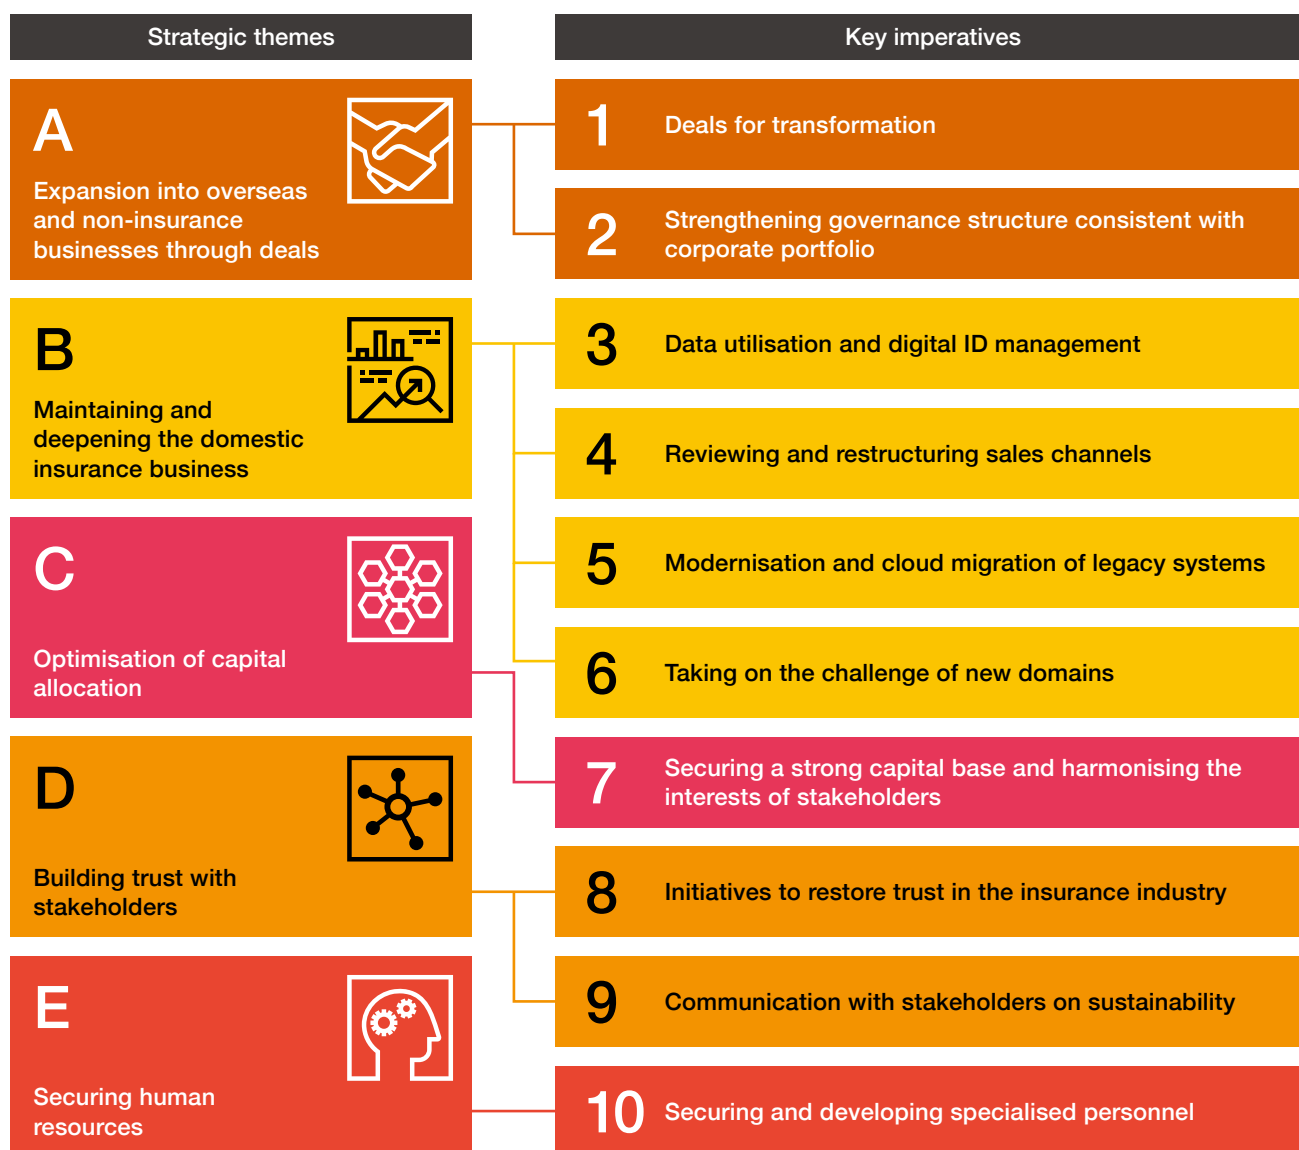 Strategic themes
Key imperatives
A
Expansion into overseas
and non-insurance
businesses through deals
1
Deals for transformation
2
Strengthening governance structure consistent with
corporate portfolio
B
Maintaining and
deepening the domestic
insurance business
3
Data utilisation and digital ID management
4
Reviewing and restructuring sales channels
5
Modernisation and cloud migration of legacy systems
6
Taking on the challenge of new domains
C
Optimisation of capital
allocation
7
Securing a strong capital base and harmonising the
interests of stakeholders
D
Building trust with
stakeholders
8
Initiatives to restore trust in the insurance industry
9
Communication with stakeholders on sustainability
E
Securing human
resources
10
Securing and developing specialised personnel